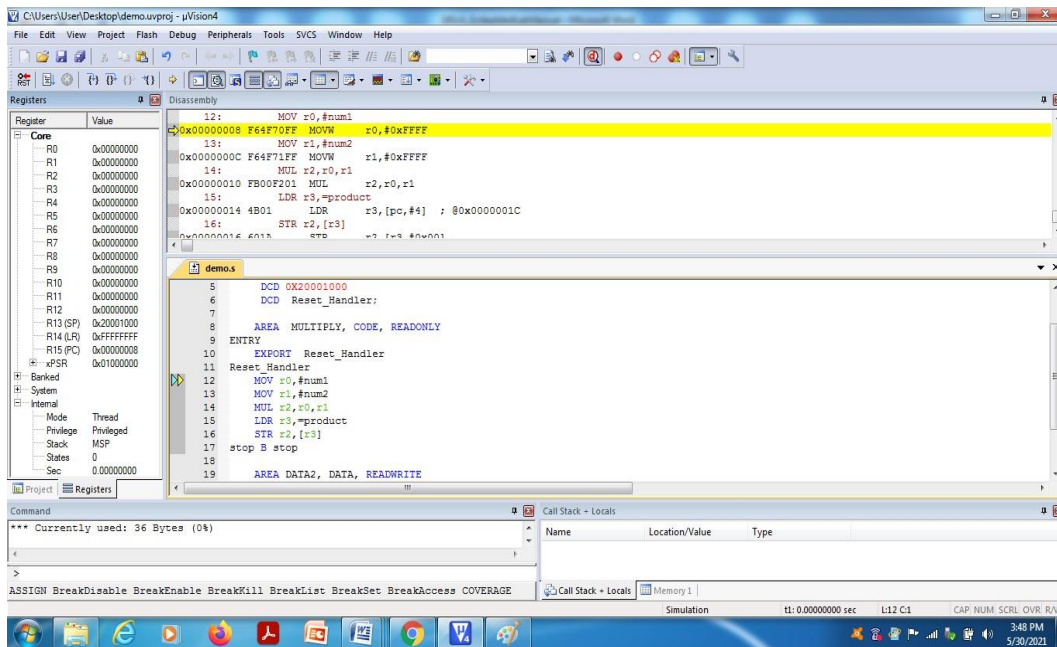 C:\Users\User\Desktop\demo.uvproj - µVision4
File Edit View Project Flash Debug Peripherals Tools SVCS Window Help
RST
Registers
Register Value
Core
R0 0x00000000
R1 0x00000000
R2 0x00000000
R3 0x00000000
R4 0x00000000
R5 0x00000000
R6 0x00000000
R7 0x00000000
R8 0x00000000
R9 0x00000000
R10 0x00000000
R11 0x00000000
R12 0x00000000
R13 (SP) 0x20001000
R14 (LR) 0xFFFFFFFF
R15 (PC) 0x00000008
xPSR 0x01000000
Banked
System
Internal
Mode Thread
Privilege Privileged
Stack MSP
States 0
Sec 0.00000000
Project Registers
Disassembly
12: MOV r0,#num1
0x00000008 F64F70FF MOVW r0,#0xFFFF
13: MOV r1,#num2
0x0000000C F64F71FF MOVW r1,#0xFFFF
14: MUL r2,r0,r1
0x00000010 FB00F201 MUL r2,r0,r1
15: LDR r3,=product
0x00000014 4B01 LDR r3,[pc,#4] ; @0x0000001C
16: STR r2,[r3]
0x00000016 601A STR r2,[r3,#0x00]
demo.s
5 DCD 0X20001000
6 DCD Reset_Handler;
7
8 AREA MULTIPLY, CODE, READONLY
9 ENTRY
10 EXPORT Reset_Handler
11 Reset_Handler
12 MOV r0,#num1
13 MOV r1,#num2
14 MUL r2,r0,r1
15 LDR r3,=product
16 STR r2,[r3]
17 stop B stop
18
19 AREA DATA2, DATA, READWRITE
Command
*** Currently used: 36 Bytes (0%)
>
ASSIGN BreakDisable BreakEnable BreakKill BreakList BreakSet BreakAccess COVERAGE
Call Stack + Locals
Name Location/Value Type
Call Stack + Locals Memory 1
Simulation t1: 0.00000000 sec L:12 C:1 CAP NUM SCRL OVR R/W
3:48 PM
5/30/2021